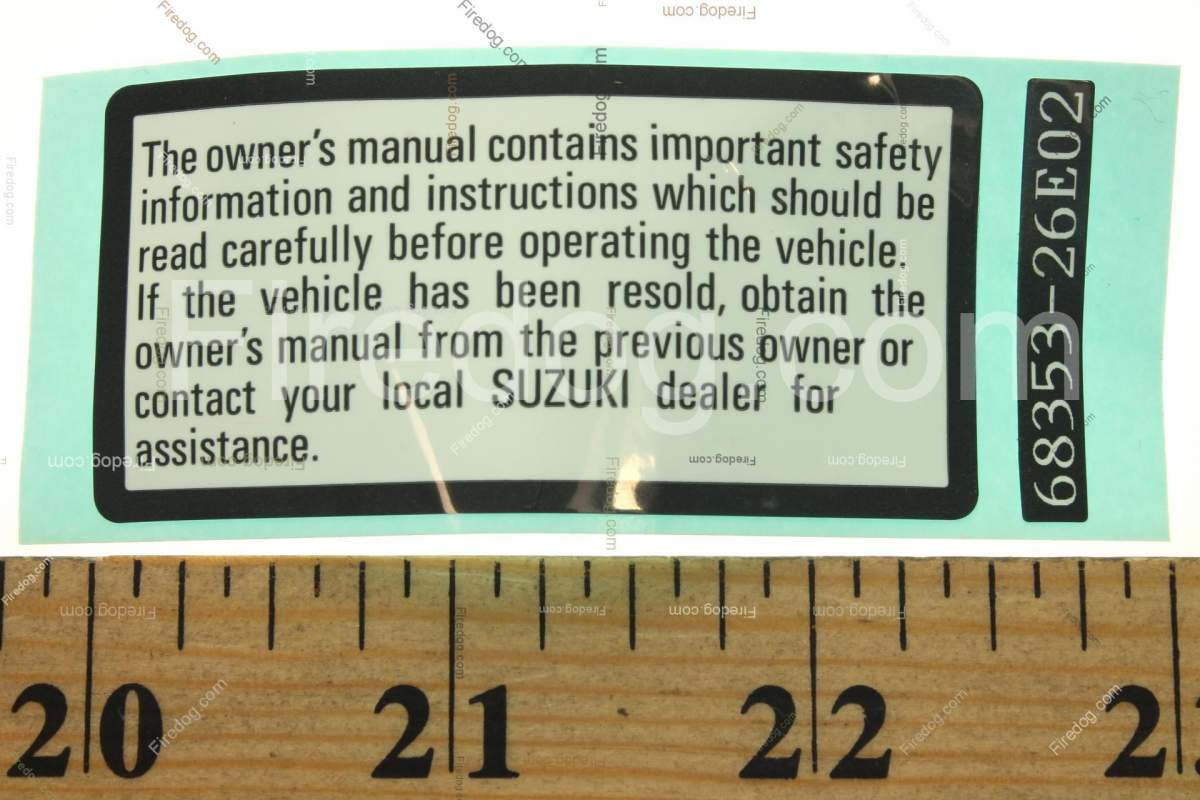 The owner's manual contains important safety
information and instructions which should be
read carefully before operating the vehicle.
If the vehicle has been resold, obtain the
owner's manual from the previous owner or
contact your local SUZUKI dealer for
assistance.
68353-26E02
Firedog.com
20 21 22 2